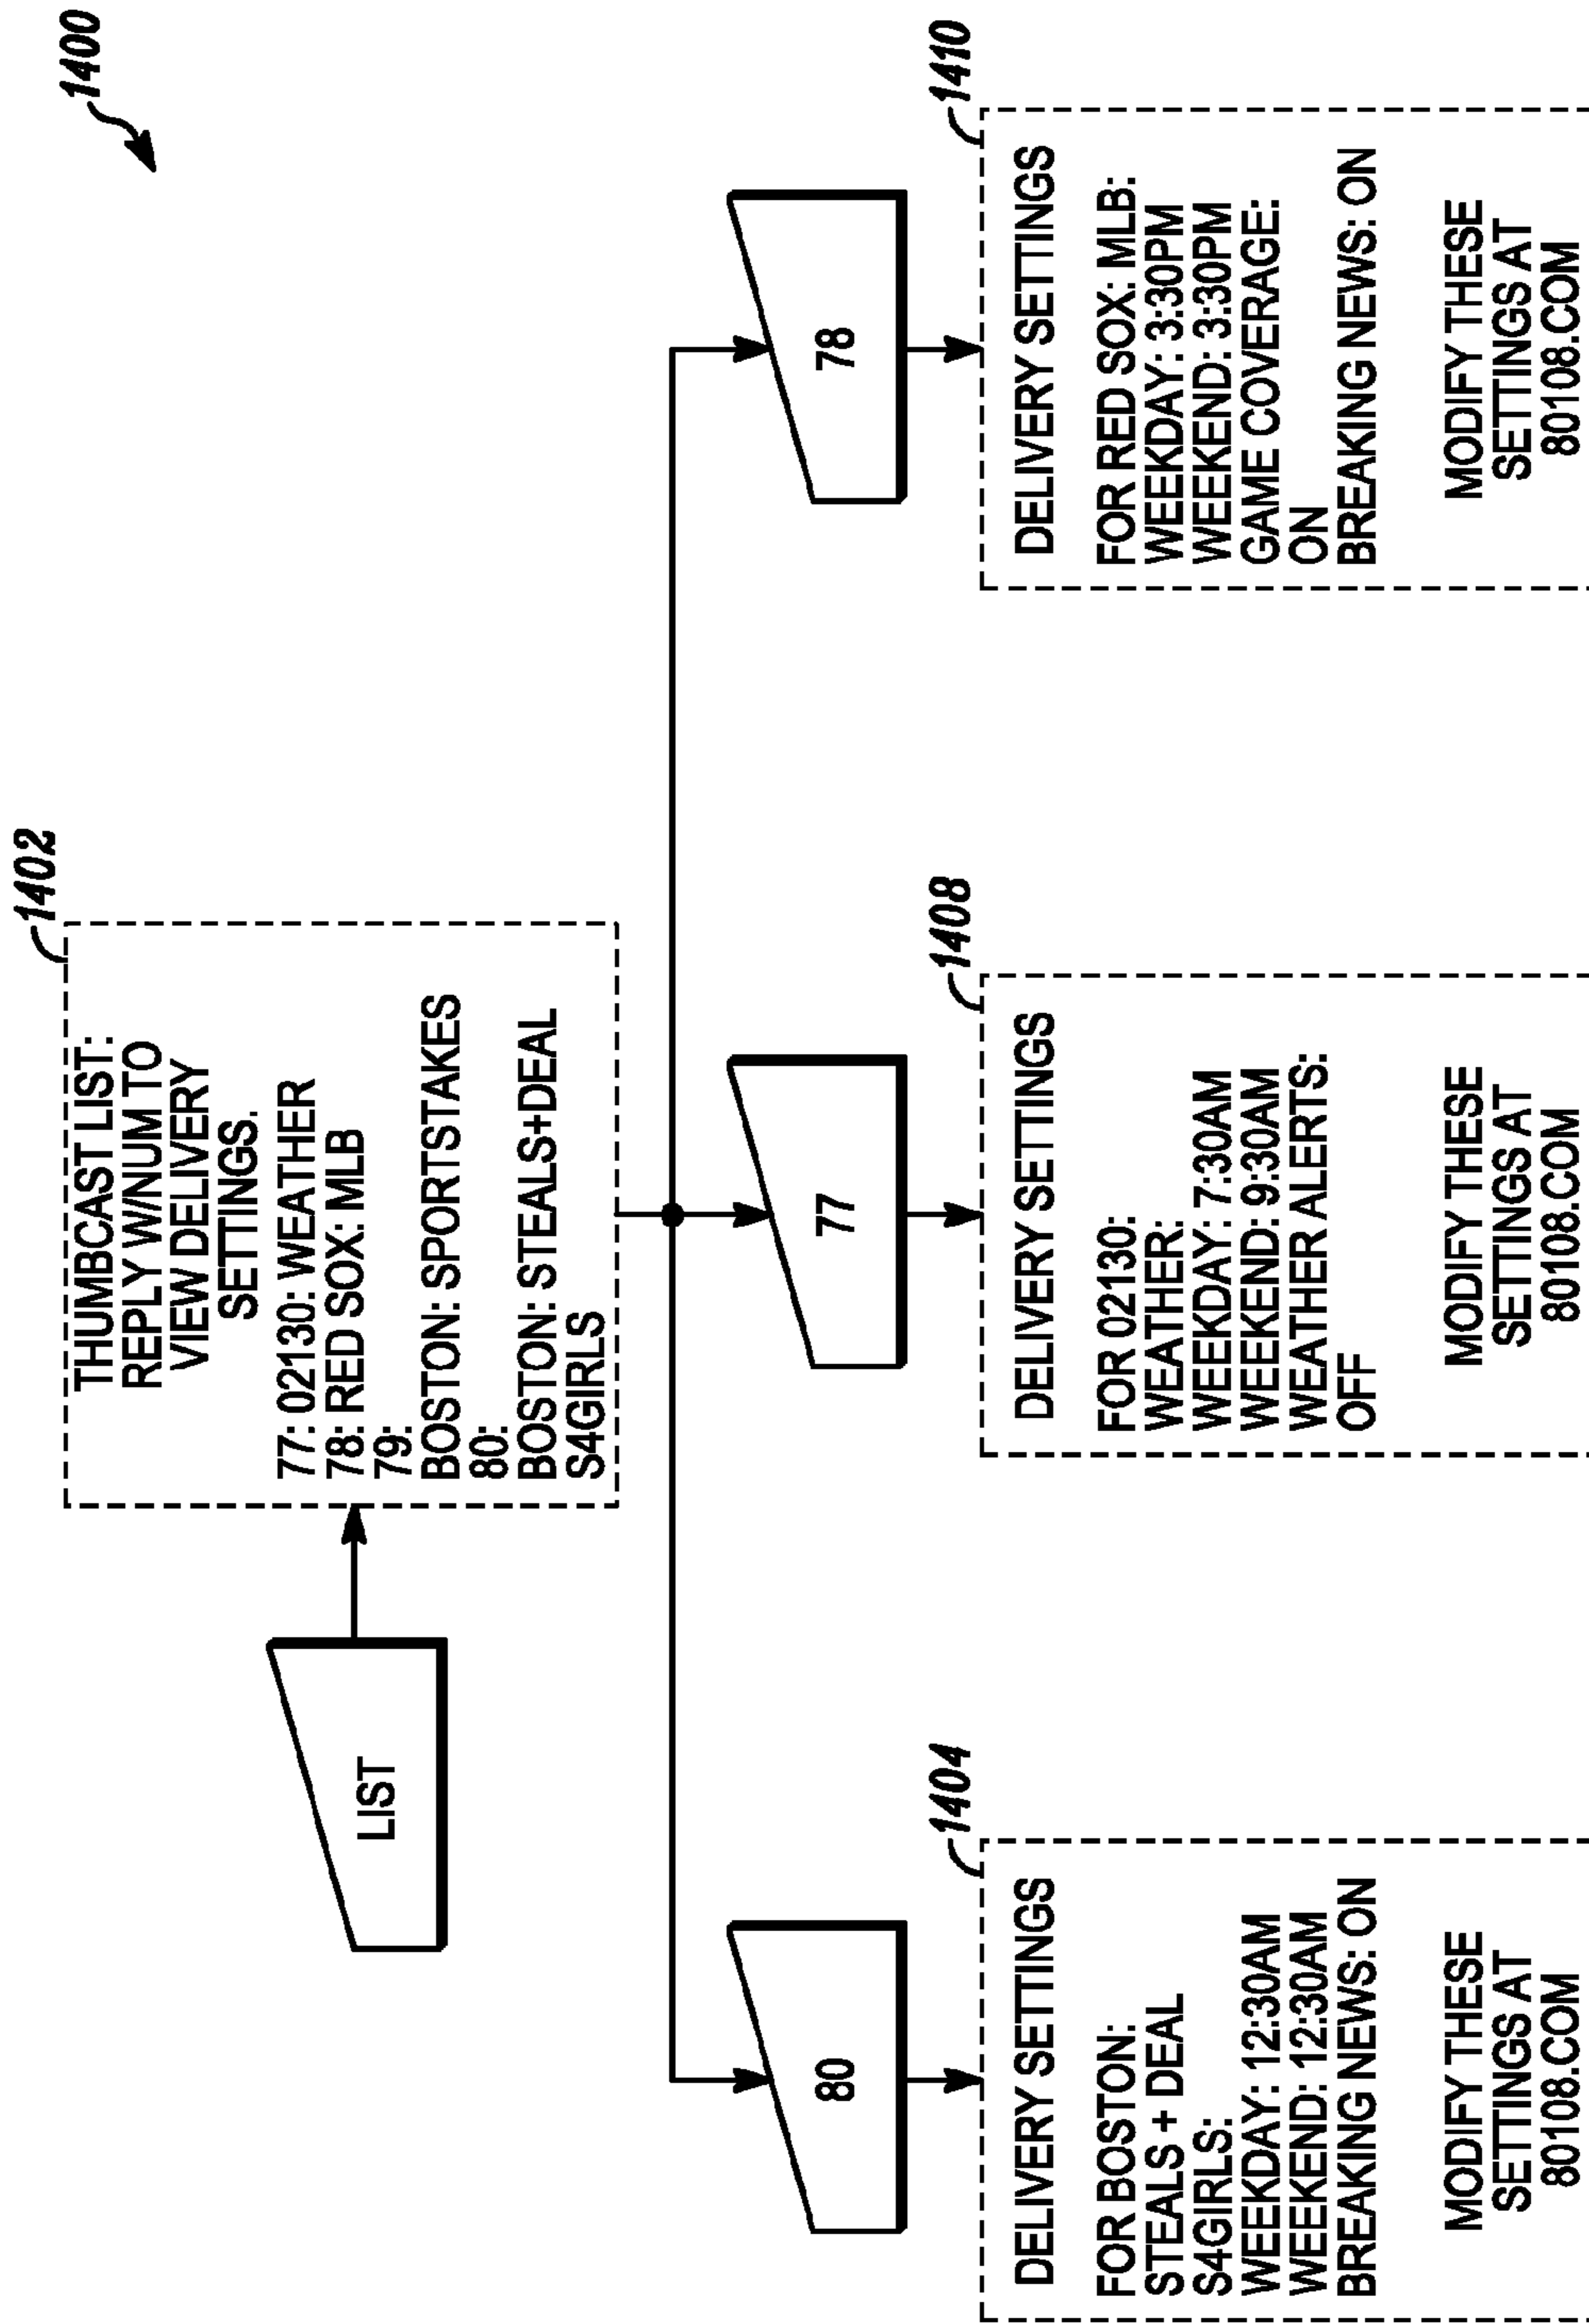 1400
1402
THUMBCAST LIST:
REPLY W/NUM TO
VIEW DELIVERY
SETTINGS.
77: 02130: WEATHER
78: RED SOX: MLB
79:
BOSTON: SPORTSTAKES
80:
BOSTON: STEALS+DEAL
S4GIRLS
LIST
80
77
78
1404
DELIVERY SETTINGS
FOR BOSTON:
STEALS + DEAL
S4GIRLS:
WEEKDAY: 12:30AM
WEEKEND: 12:30AM
BREAKING NEWS: ON
MODIFY THESE
SETTINGS AT
80108.COM
1408
DELIVERY SETTINGS
FOR 02130:
WEATHER:
WEEKDAY: 7:30AM
WEEKEND: 9:30AM
WEATHER ALERTS:
OFF
MODIFY THESE
SETTINGS AT
80108.COM
1410
DELIVERY SETTINGS
FOR RED SOX: MLB:
WEEKDAY: 3:30PM
WEEKEND: 3:30PM
GAME COVERAGE:
ON
BREAKING NEWS: ON
MODIFY THESE
SETTINGS AT
80108.COM